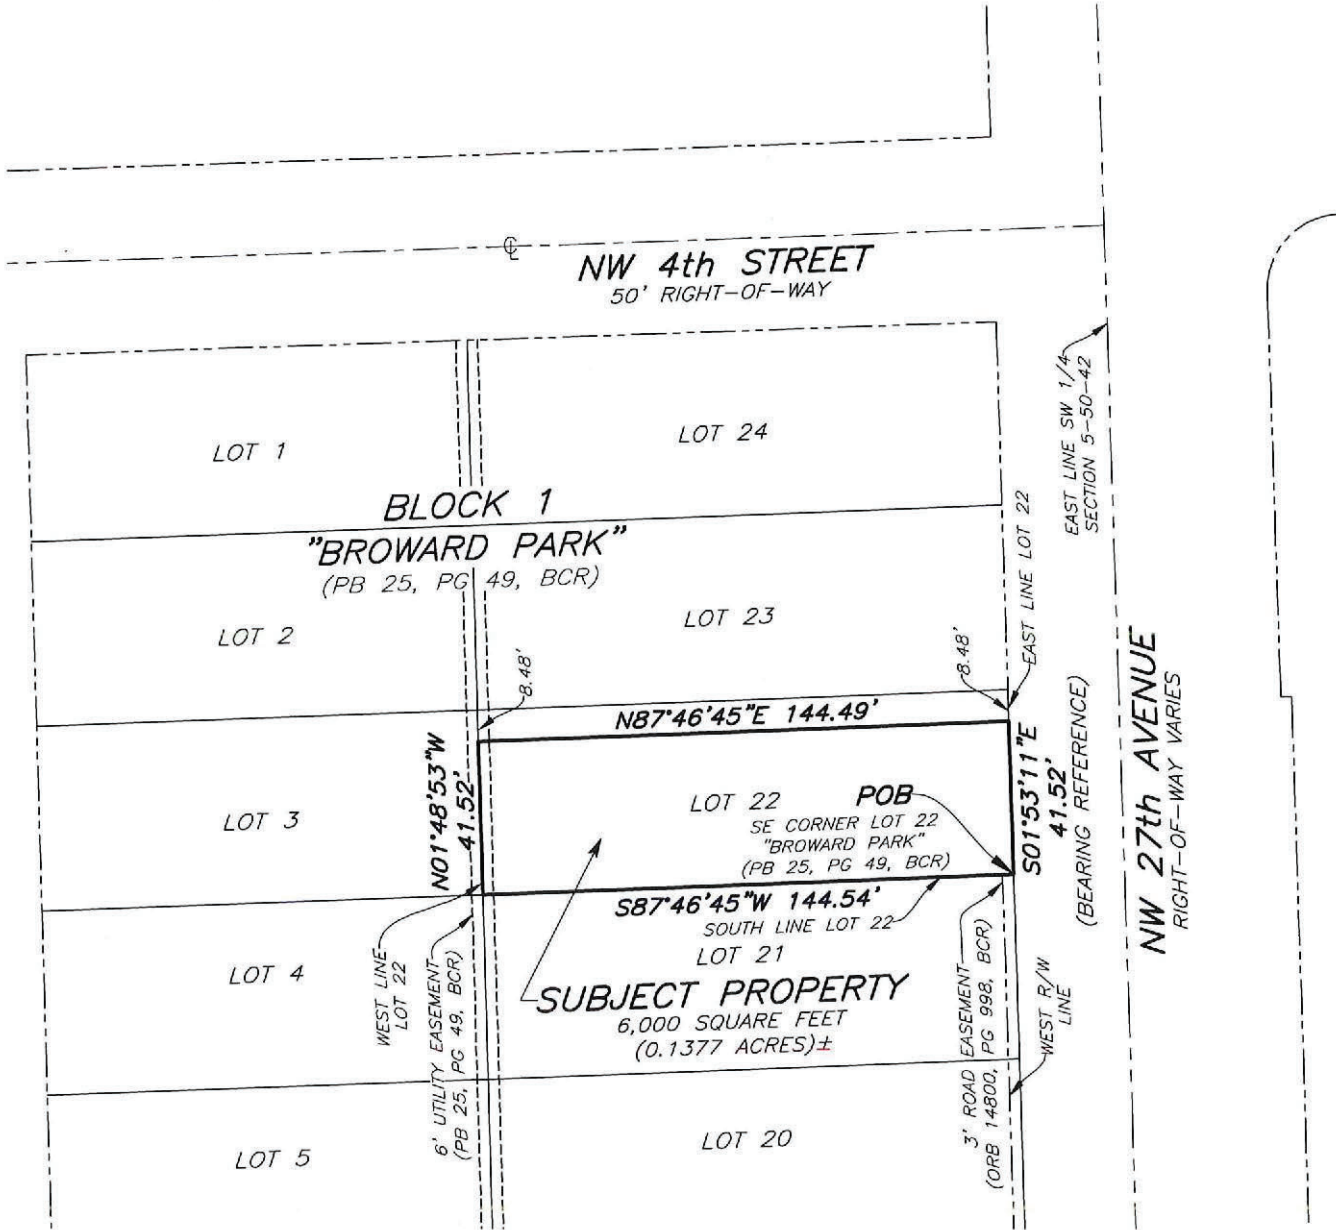 ℄
NW 4th STREET
50' RIGHT-OF-WAY
EAST LINE SW 1/4
SECTION 5-50-42
LOT 1
LOT 24
BLOCK 1
"BROWARD PARK"
(PB 25, PG 49, BCR)
EAST LINE LOT 22
LOT 2
LOT 23
8.48'
8.48'
N87°46'45"E 144.49'
N01°48'53"W
41.52'
S01°53'11"E
41.52'
(BEARING REFERENCE)
NW 27th AVENUE
RIGHT-OF-WAY VARIES
LOT 3
LOT 22
POB
SE CORNER LOT 22
"BROWARD PARK"
(PB 25, PG 49, BCR)
S87°46'45"W 144.54'
SOUTH LINE LOT 22
LOT 21
LOT 4
WEST LINE
LOT 22
6' UTILITY EASEMENT
(PB 25, PG 49, BCR)
SUBJECT PROPERTY
6,000 SQUARE FEET
(0.1377 ACRES)±
3' ROAD EASEMENT
(ORB 14800, PG 998, BCR)
WEST R/W
LINE
LOT 5
LOT 20